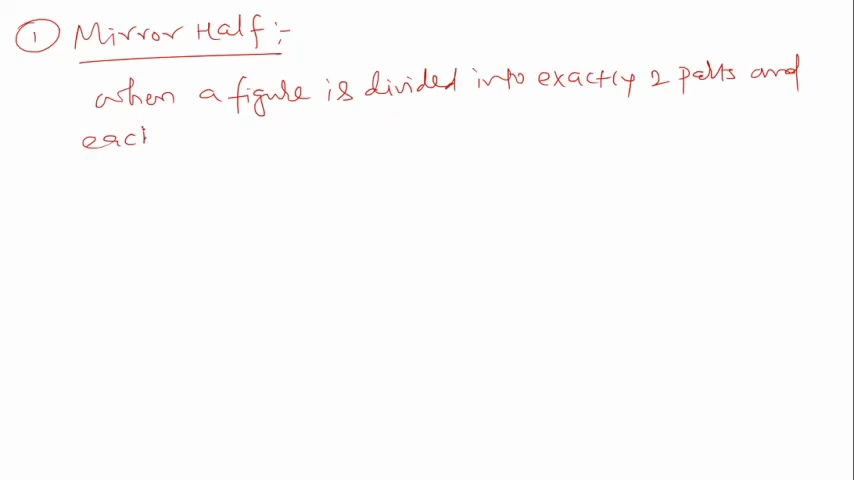 ① Mirror Half :-
when a figure is divided into exactly 2 parts and
each